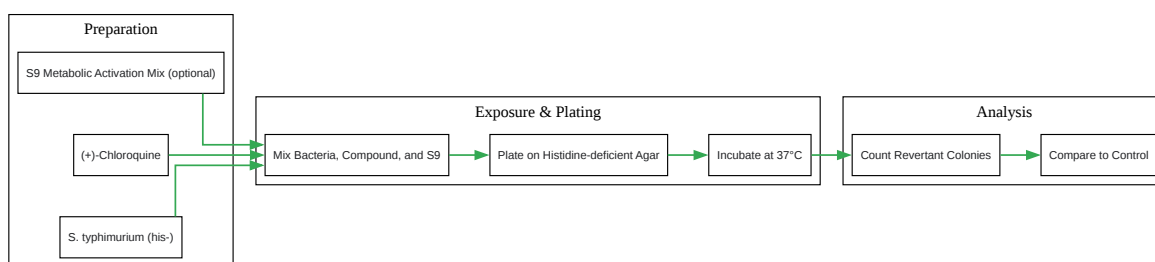 Preparation
S9 Metabolic Activation Mix (optional)
(+)-Chloroquine
S. typhimurium (his-)
Exposure & Plating
Mix Bacteria, Compound, and S9
Plate on Histidine-deficient Agar
Incubate at 37°C
Analysis
Count Revertant Colonies
Compare to Control